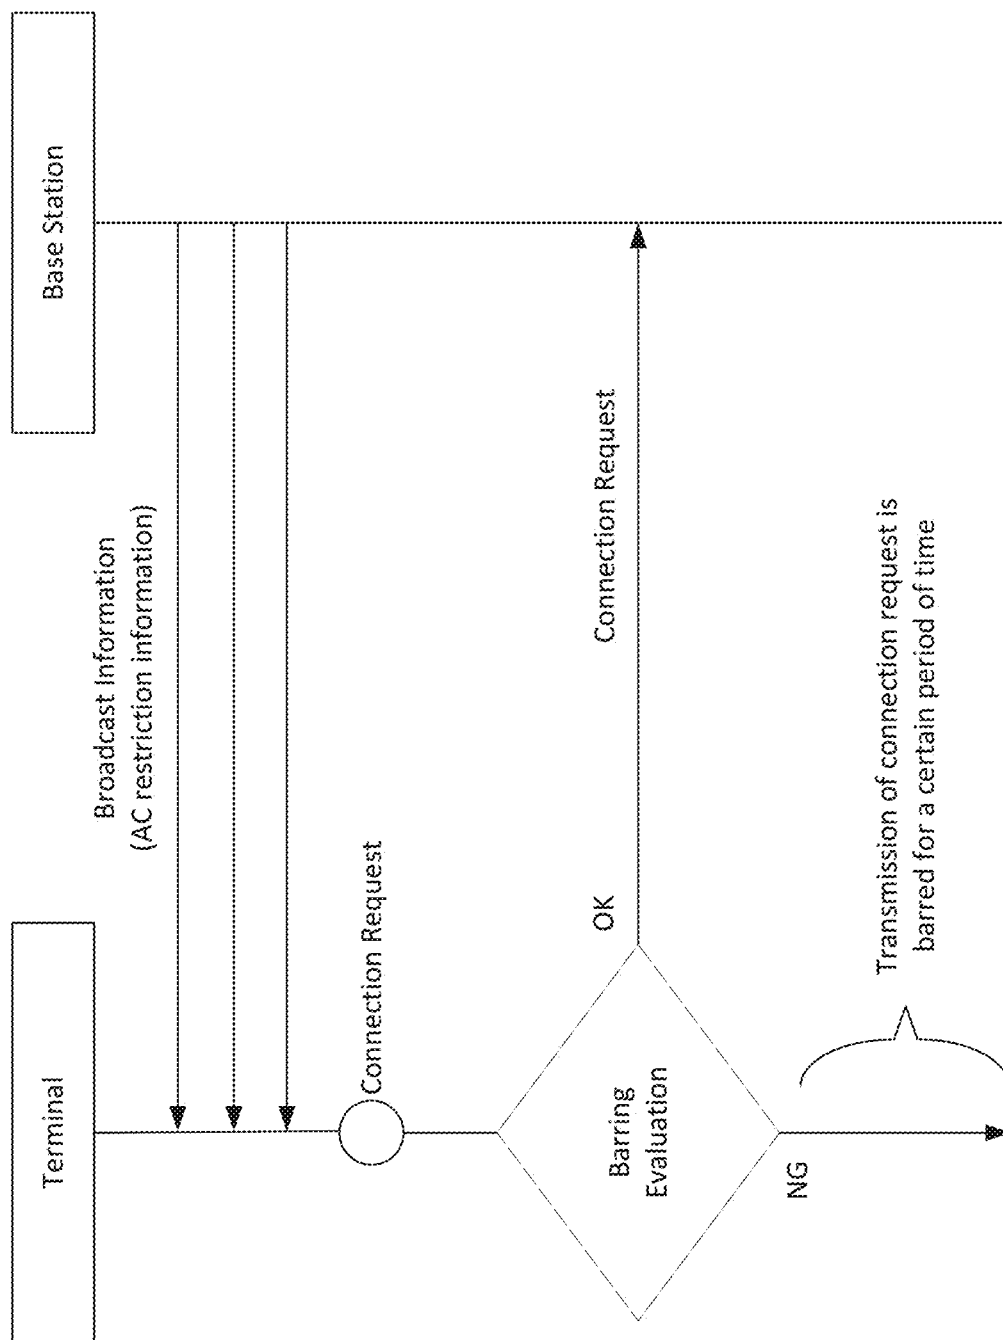 Terminal
Base Station
Broadcast Information
(AC restriction information)
Connection Request
Barring
Evaluation
OK
Connection Request
NG
Transmission of connection request is
barred for a certain period of time